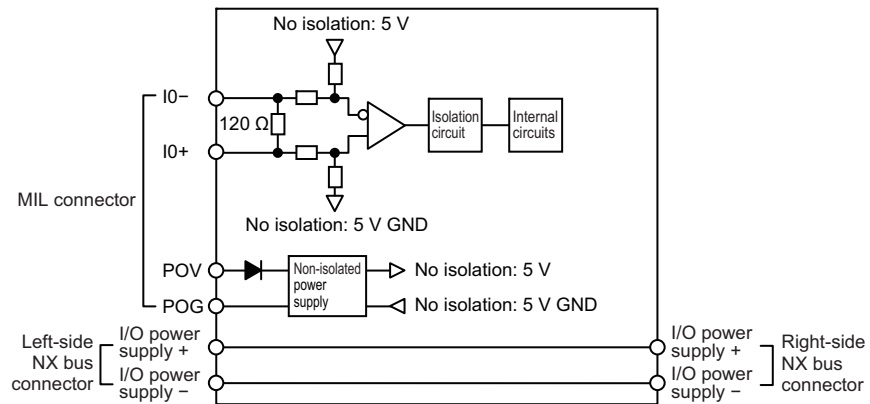 No isolation: 5 V
I0−
120 Ω
I0+
Isolation
circuit
Internal
circuits
MIL connector
No isolation: 5 V GND
POV
Non-isolated
power
supply
No isolation: 5 V
POG
No isolation: 5 V GND
Left-side
NX bus
connector
I/O power
supply +
I/O power
supply −
I/O power
supply +
I/O power
supply −
Right-side
NX bus
connector